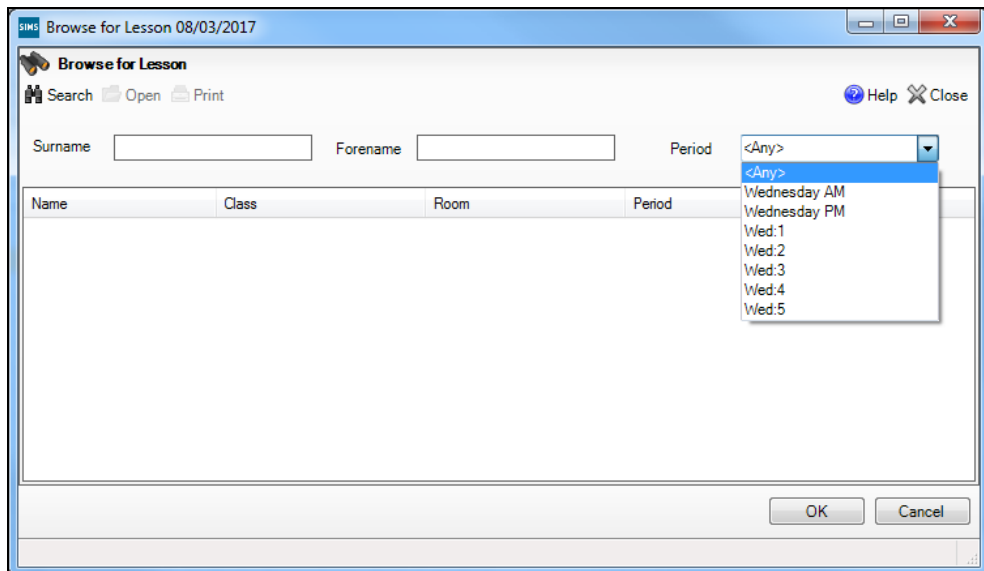 SIMS Browse for Lesson 08/03/2017
Browse for Lesson
Search Open Print Help Close
Surname Forename Period <Any>
<Any>
Name Class Room Period
Wednesday AM
Wednesday PM
Wed:1
Wed:2
Wed:3
Wed:4
Wed:5
OK Cancel